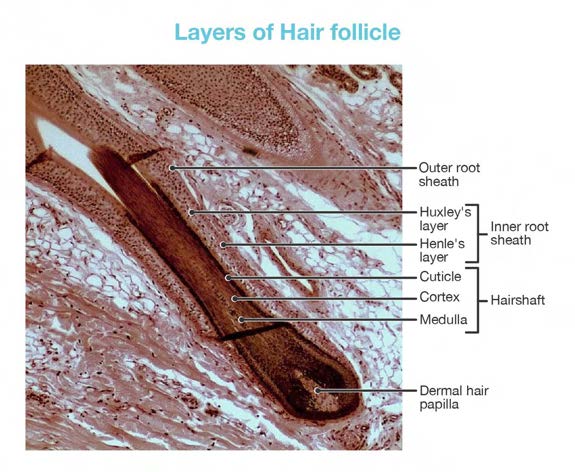 Layers of Hair follicle
Outer root
sheath
Huxley's
layer
Henle's
layer
Inner root
sheath
Cuticle
Cortex
Medulla
Hairshaft
Dermal hair
papilla